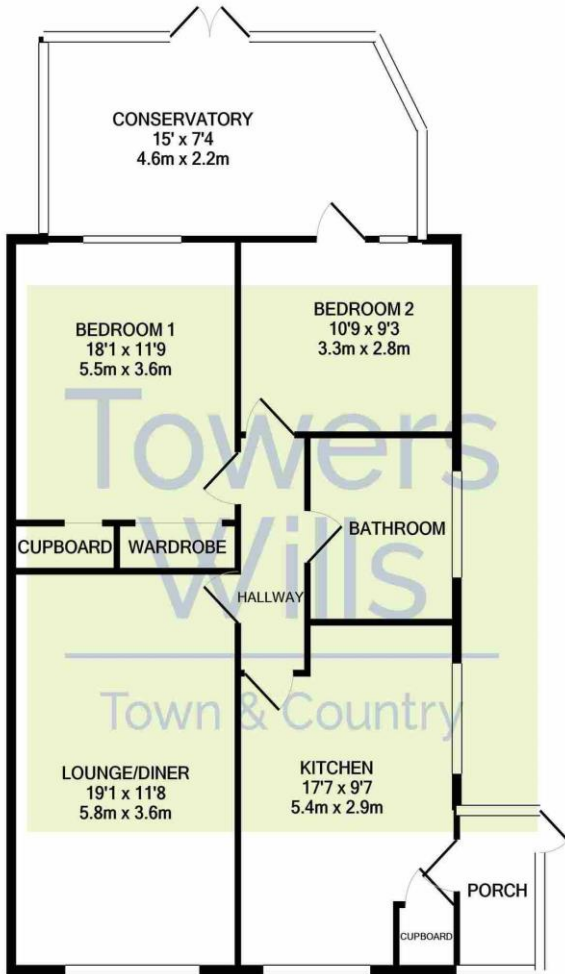 CONSERVATORY
15' x 7'4
4.6m x 2.2m
BEDROOM 1
18'1 x 11'9
5.5m x 3.6m
BEDROOM 2
10'9 x 9'3
3.3m x 2.8m
Towers
Wills
Town & Country
BATHROOM
CUPBOARD
WARDROBE
HALLWAY
LOUNGE/DINER
19'1 x 11'8
5.8m x 3.6m
KITCHEN
17'7 x 9'7
5.4m x 2.9m
PORCH
CUPBOARD